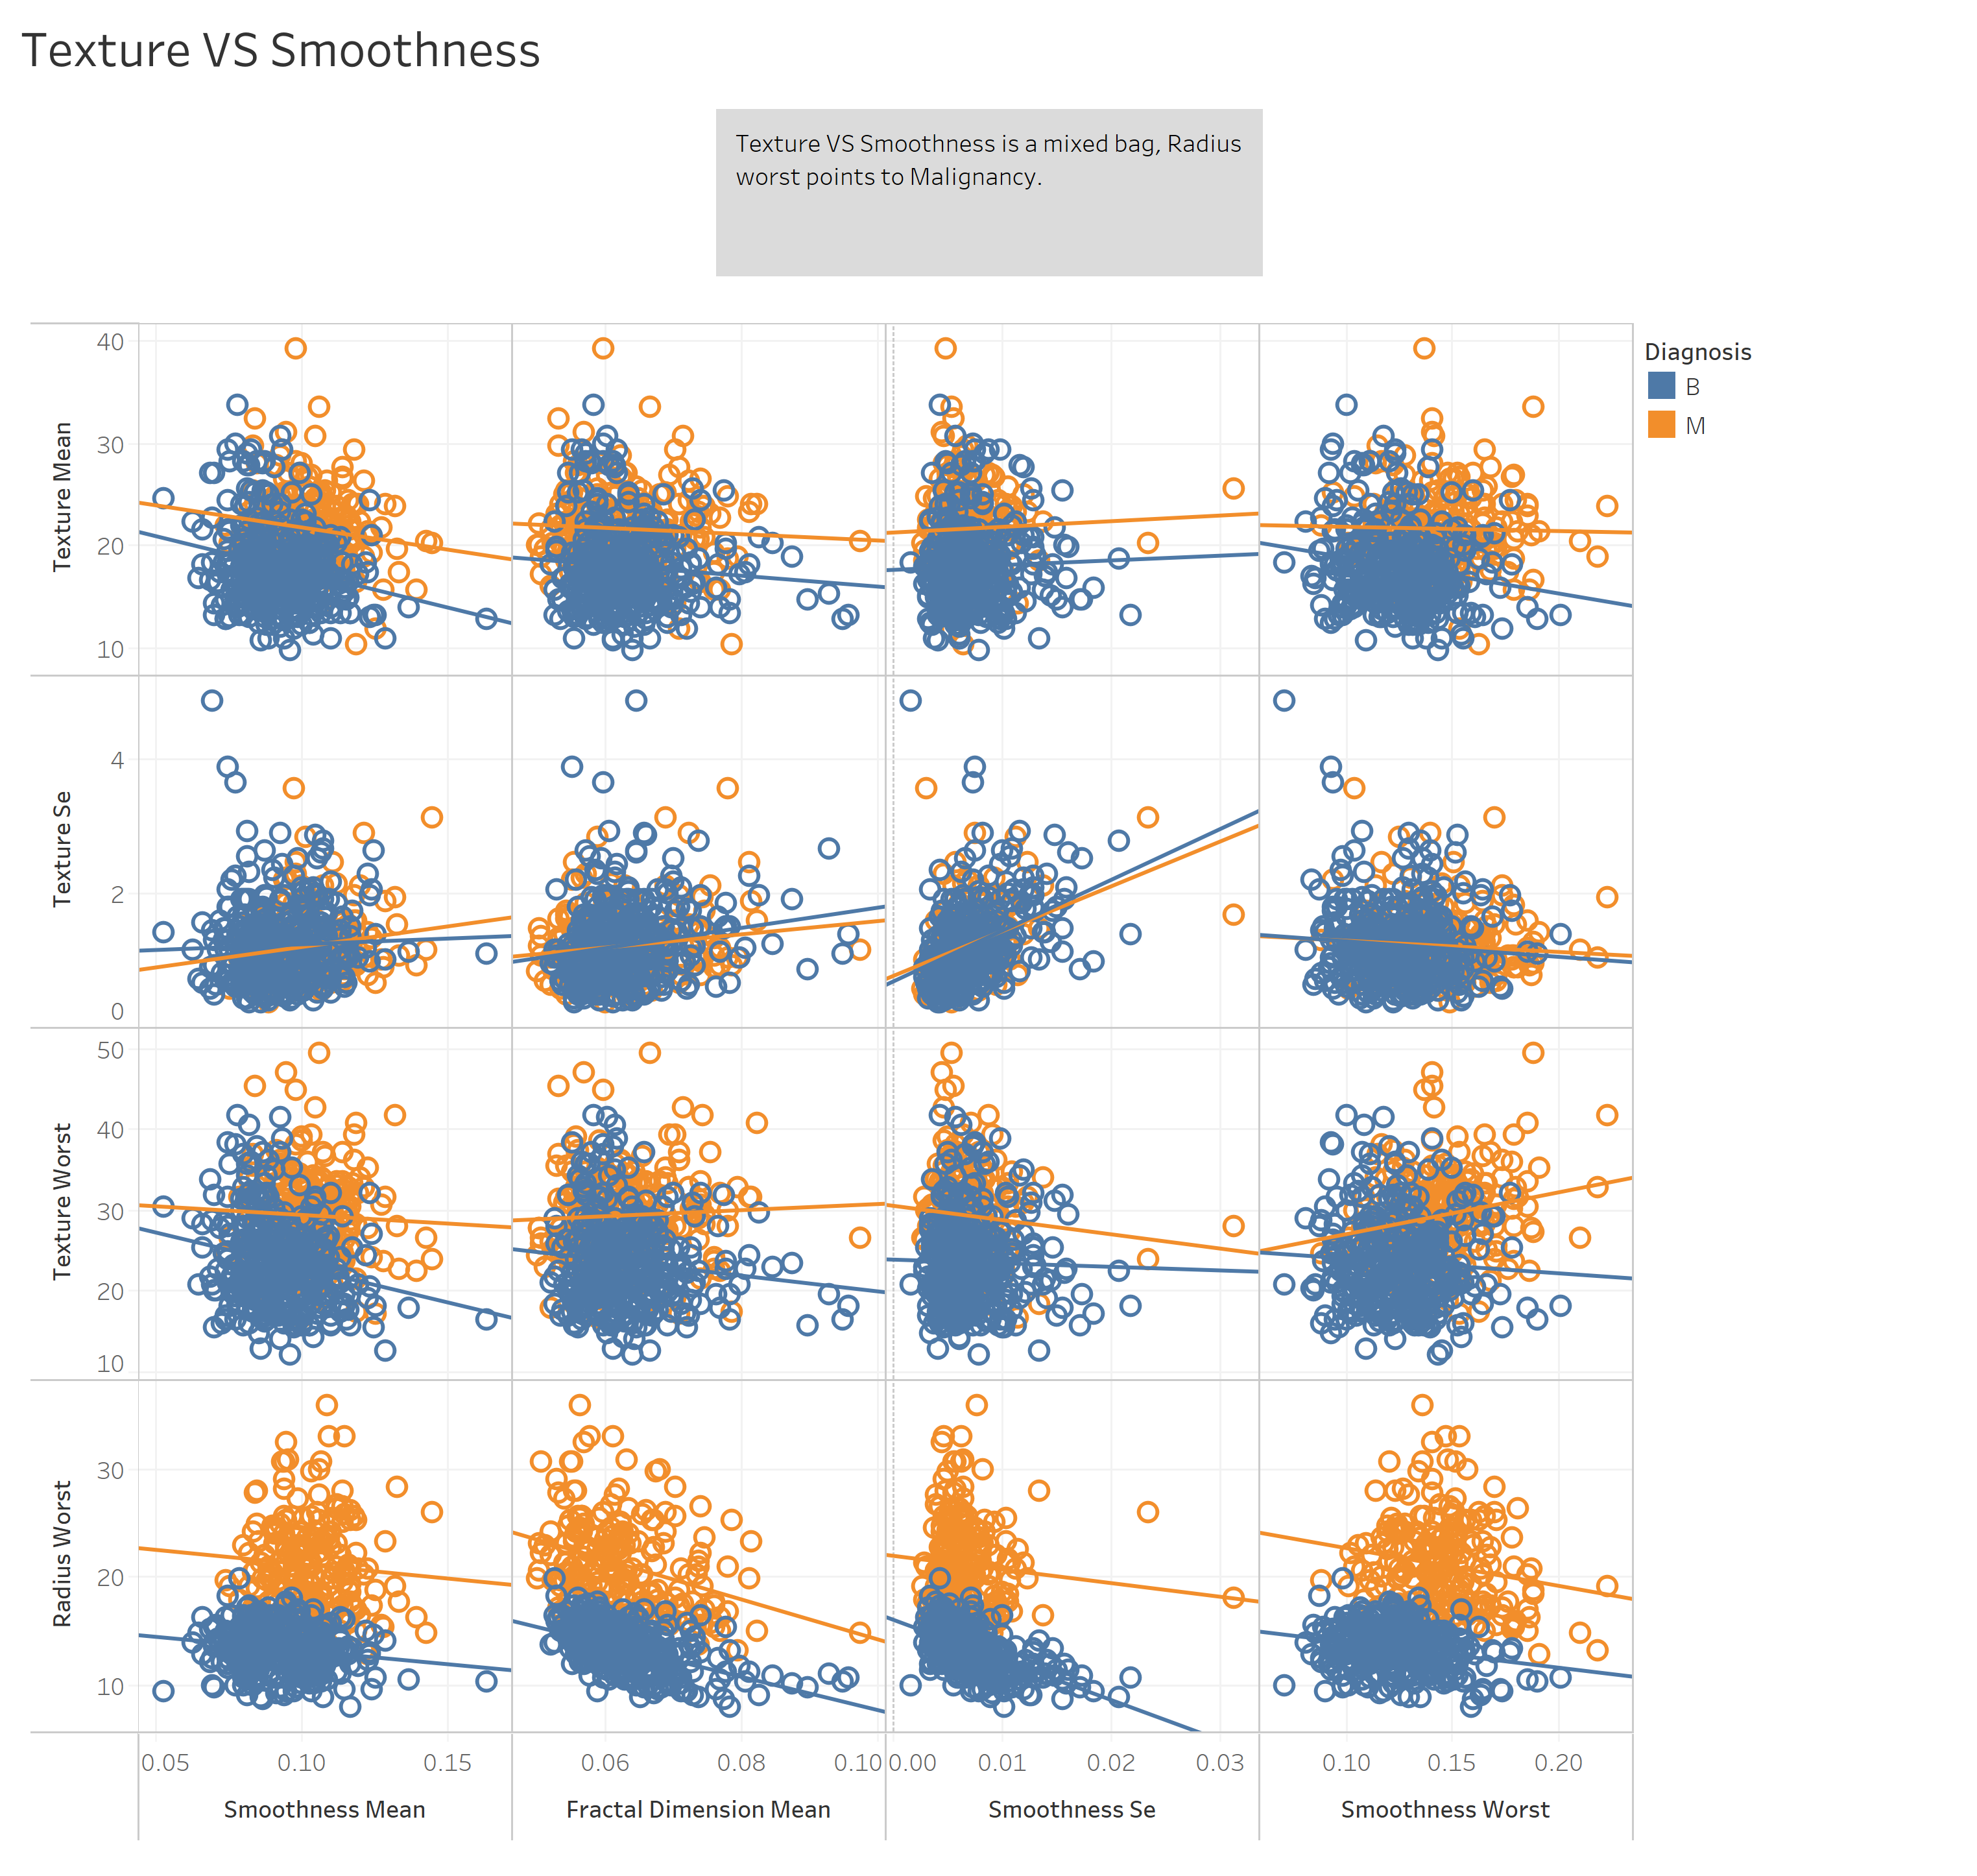 Texture VS Smoothness
Texture VS Smoothness is a mixed bag, Radius
worst points to Malignancy.
Diagnosis
B
M
Texture Mean
40
30
20
10
Texture Se
4
2
0
Texture Worst
50
40
30
20
10
Radius Worst
30
20
10
0.05 0.10 0.15 0.06 0.08 0.10 0.00 0.01 0.02 0.03 0.10 0.15 0.20
Smoothness Mean Fractal Dimension Mean Smoothness Se Smoothness Worst